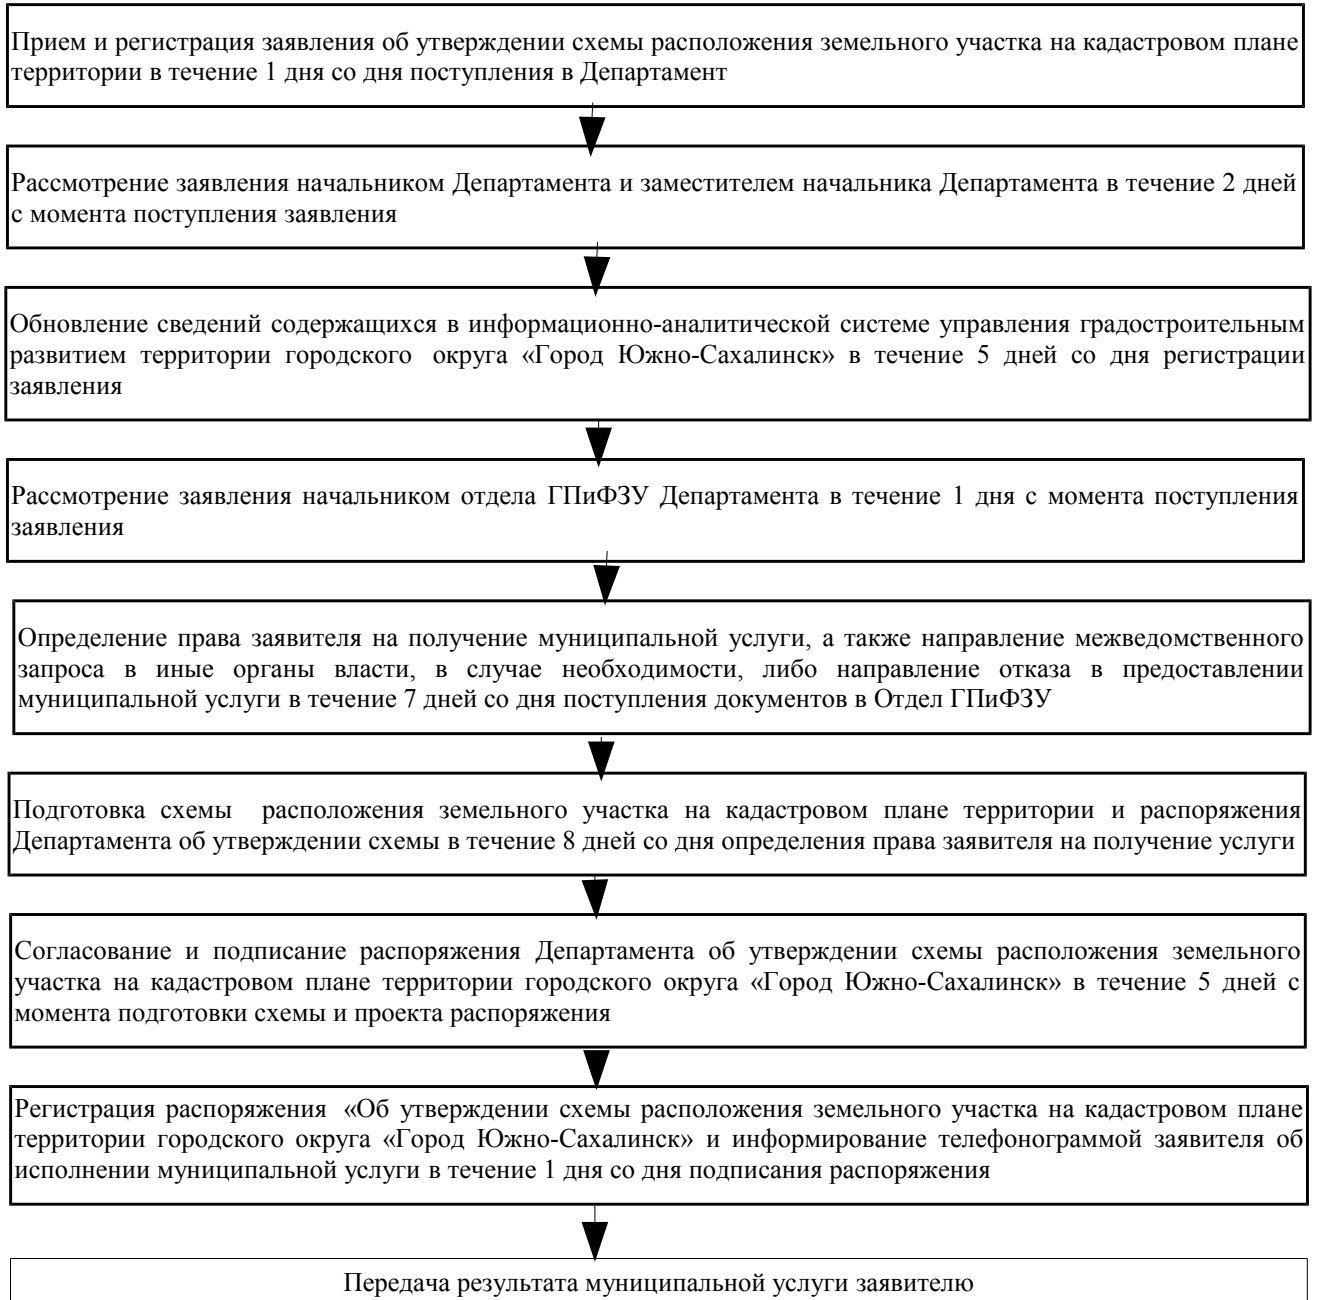 Прием и регистрация заявления об утверждении схемы расположения земельного участка на кадастровом плане
территории в течение 1 дня со дня поступления в Департамент
Рассмотрение заявления начальником Департамента и заместителем начальника Департамента в течение 2 дней
с момента поступления заявления
Обновление сведений содержащихся в информационно-аналитической системе управления градостроительным
развитием территории городского округа «Город Южно-Сахалинск» в течение 5 дней со дня регистрации
заявления
Рассмотрение заявления начальником отдела ГПиФЗУ Департамента в течение 1 дня с момента поступления
заявления
Определение права заявителя на получение муниципальной услуги, а также направление межведомственного
запроса в иные органы власти, в случае необходимости, либо направление отказа в предоставлении
муниципальной услуги в течение 7 дней со дня поступления документов в Отдел ГПиФЗУ
Подготовка схемы расположения земельного участка на кадастровом плане территории и распоряжения
Департамента об утверждении схемы в течение 8 дней со дня определения права заявителя на получение услуги
Согласование и подписание распоряжения Департамента об утверждении схемы расположения земельного
участка на кадастровом плане территории городского округа «Город Южно-Сахалинск» в течение 5 дней с
момента подготовки схемы и проекта распоряжения
Регистрация распоряжения «Об утверждении схемы расположения земельного участка на кадастровом плане
территории городского округа «Город Южно-Сахалинск» и информирование телефонограммой заявителя об
исполнении муниципальной услуги в течение 1 дня со дня подписания распоряжения
Передача результата муниципальной услуги заявителю